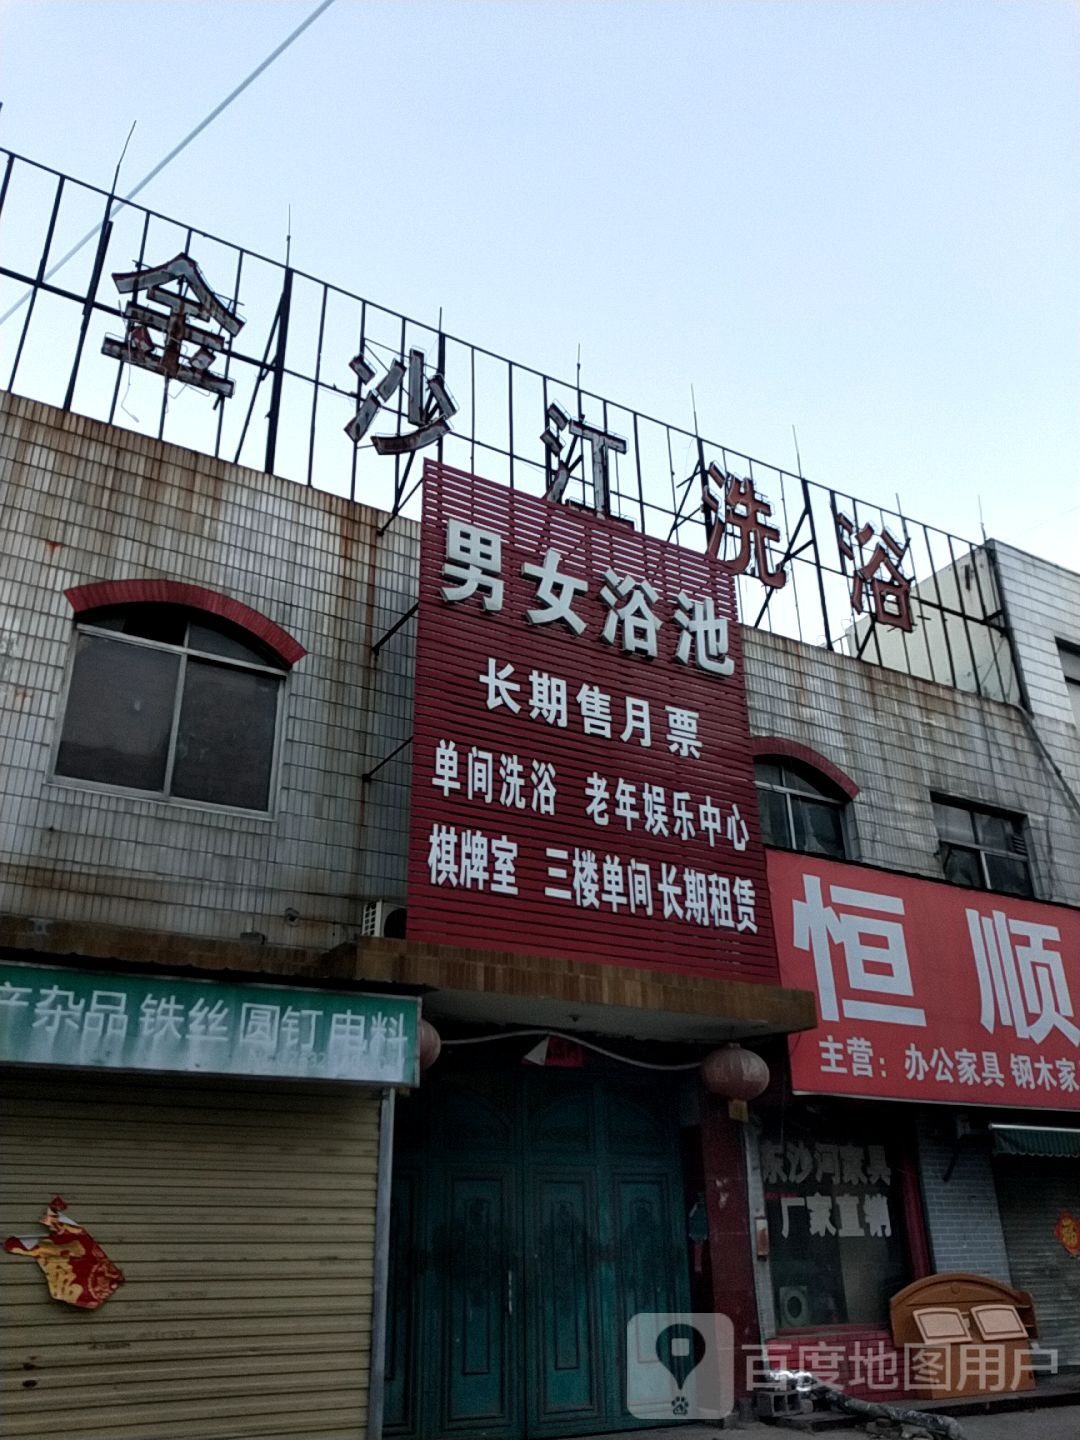 金沙江洗浴
男女浴池
长期售月票
单间洗浴 老年娱乐中心
棋牌室 三楼单间长期租赁
杂品 铁丝 圆钉 电料
恒顺
主营：办公家具 钢木家
东沙河家具
厂家直销
福
百度地图用户